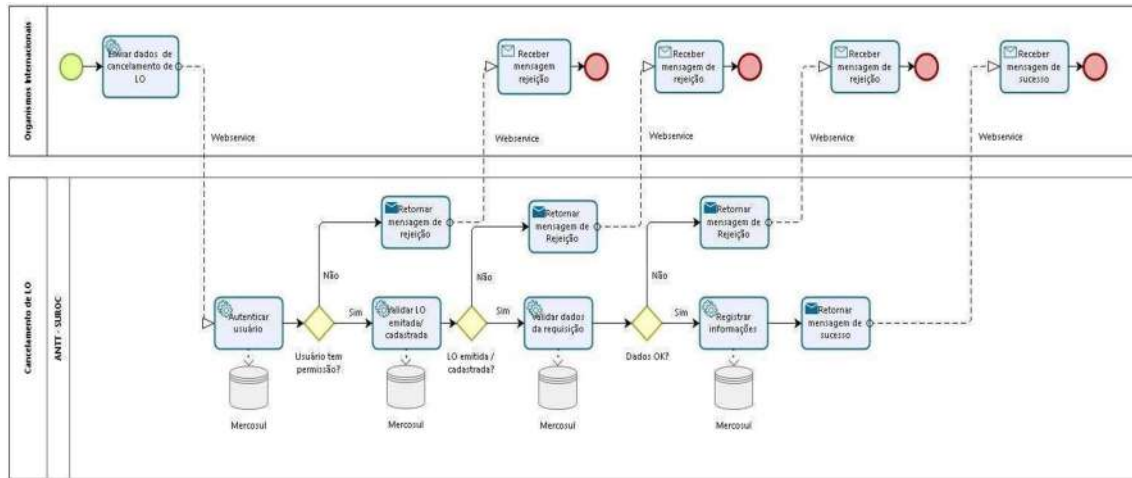 Organismos Internacionais
Enviar dados de
cancelamento de
LO
Receber
mensagem
rejeição
Receber
mensagem de
rejeição
Receber
mensagem de
rejeição
Receber
mensagem de
sucesso
Webservice
Webservice
Webservice
Webservice
Webservice
Cancelamento de LO
ANTT - SUROC
Retornar
mensagem de
rejeição
Retornar
mensagem de
Rejeição
Retornar
mensagem de
Rejeição
Não
Não
Não
Autenticar
usuário
Sim
Validar LO
emitada/
cadastrada
Sim
Validar dados
da requisição
Sim
Registrar
informações
Retornar
mensagem de
sucesso
Usuário tem
permissão?
LO emitida /
cadastrada?
Dados OK?
Mercosul
Mercosul
Mercosul
Mercosul